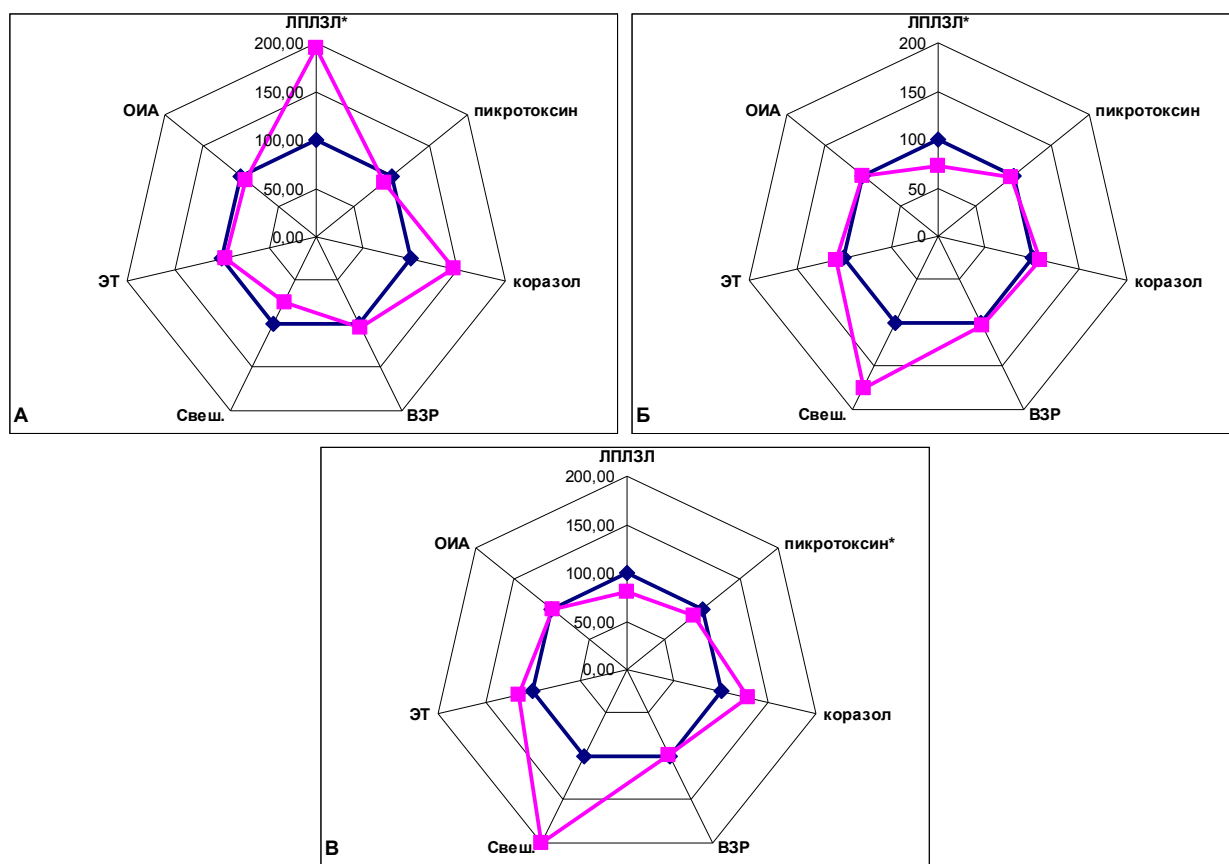 ЛПЛЗЛ*
200,00
150,00
100,00
50,00
0,00
пикротоксин
коразол
ВЗР
Свеш.
ЭТ
ОИА
А
ЛПЛЗЛ*
200
150
100
50
0
пикротоксин
коразол
ВЗР
Свеш.
ЭТ
ОИА
Б
ЛПЛЗЛ
200,00
150,00
100,00
50,00
0,00
пикротоксин*
коразол
ВЗР
Свеш.
ЭТ
ОИА
В